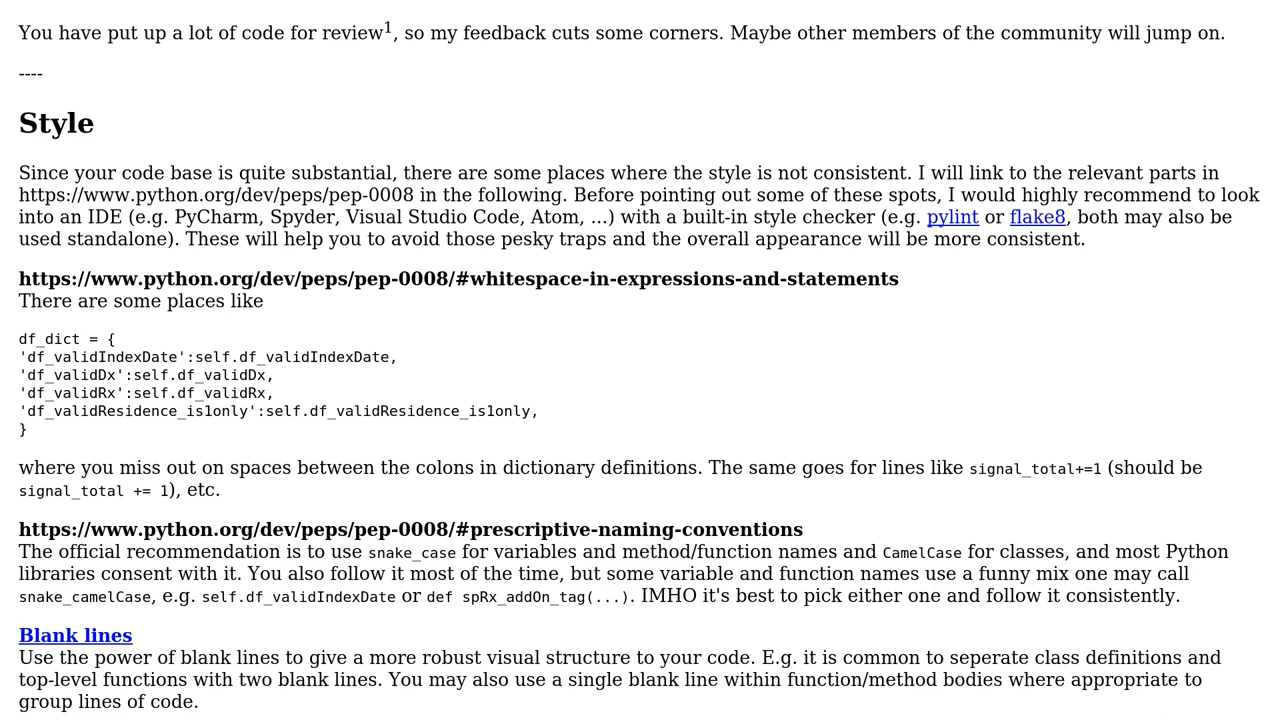 You have put up a lot of code for review1, so my feedback cuts some corners. Maybe other members of the community will jump on.
----
Style
Since your code base is quite substantial, there are some places where the style is not consistent. I will link to the relevant parts in
https://www.python.org/dev/peps/pep-0008 in the following. Before pointing out some of these spots, I would highly recommend to look
into an IDE (e.g. PyCharm, Spyder, Visual Studio Code, Atom, ...) with a built-in style checker (e.g. pylint or flake8, both may also be
used standalone). These will help you to avoid those pesky traps and the overall appearance will be more consistent.
https://www.python.org/dev/peps/pep-0008/#whitespace-in-expressions-and-statements
There are some places like
df_dict = {
'df_validIndexDate':self.df_validIndexDate,
'df_validDx':self.df_validDx,
'df_validRx':self.df_validRx,
'df_validResidence_is1only':self.df_validResidence_is1only,
}
where you miss out on spaces between the colons in dictionary definitions. The same goes for lines like signal_total+=1 (should be
signal_total += 1), etc.
https://www.python.org/dev/peps/pep-0008/#prescriptive-naming-conventions
The official recommendation is to use snake_case for variables and method/function names and CamelCase for classes, and most Python
libraries consent with it. You also follow it most of the time, but some variable and function names use a funny mix one may call
snake_camelCase, e.g. self.df_validIndexDate or def spRx_addOn_tag(...). IMHO it's best to pick either one and follow it consistently.
Blank lines
Use the power of blank lines to give a more robust visual structure to your code. E.g. it is common to seperate class definitions and
top-level functions with two blank lines. You may also use a single blank line within function/method bodies where appropriate to
group lines of code.